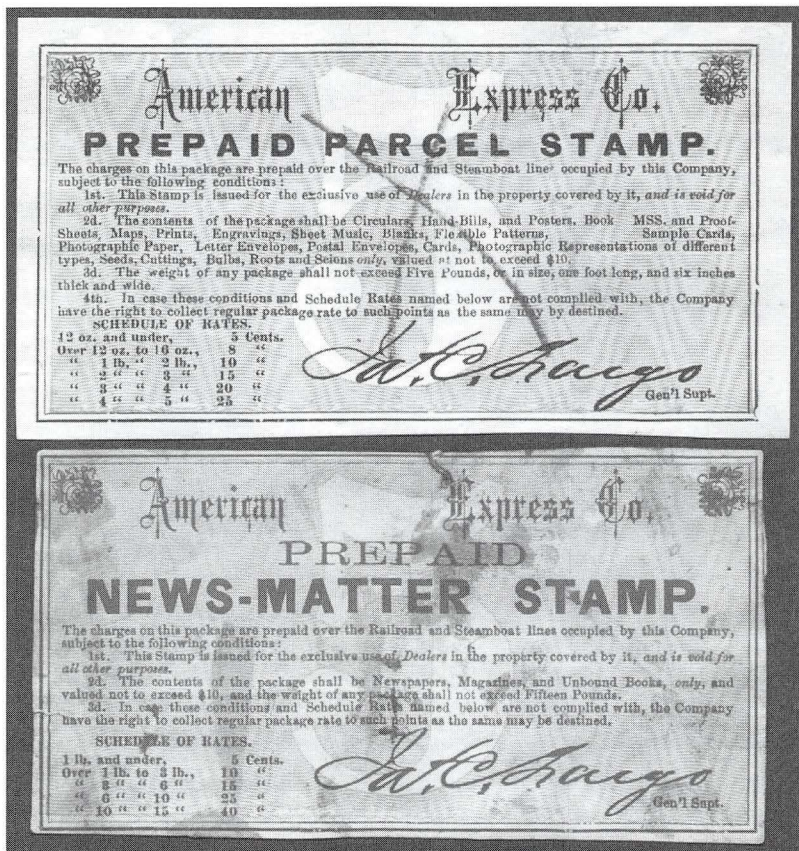 American Express Co.
PREPAID PARCEL STAMP.
The charges on this package are prepaid over the Railroad and Steamboat lines occupied by this Company,
subject to the following conditions:
1st. This Stamp is issued for the exclusive use of Dealers in the property covered by it, and is void for
all other purposes.
2d. The contents of the package shall be Circulars, Hand-Bills, and Posters, Book MSS. and Proof-
Sheets, Maps, Prints, Engravings, Sheet Music, Blanks, Flexible Patterns, Sample Cards,
Photographic Paper, Letter Envelopes, Postal Envelopes, Cards, Photographic Representations of different
types, Seeds, Cuttings, Bulbs, Roots and Scions only, valued at not to exceed $10.
3d. The weight of any package shall not exceed Five Pounds, or in size, one foot long, and six inches
thick and wide.
4th. In case these conditions and Schedule Rates named below are not complied with, the Company
have the right to collect regular package rate to such points as the same may be destined.
SCHEDULE OF RATES.
12 oz. and under, 5 Cents.
Over 12 oz. to 16 oz., 8 "
" 1 lb. " 2 lb., 10 "
" 2 " " 3 " 15 "
" 3 " " 4 " 20 "
" 4 " " 5 " 25 "
Jas. C. Fargo
Gen'l Supt.
American Express Co.
PREPAID
NEWS-MATTER STAMP.
The charges on this package are prepaid over the Railroad and Steamboat lines occupied by this Company,
subject to the following conditions:
1st. This Stamp is issued for the exclusive use of Dealers in the property covered by it, and is void for
all other purposes.
2d. The contents of the package shall be Newspapers, Magazines, and Unbound Books, only, and
valued not to exceed $10, and the weight of any package shall not exceed Fifteen Pounds.
3d. In case these conditions and Schedule Rates named below are not complied with, the Company
have the right to collect regular package rate to such points as the same may be destined.
SCHEDULE OF RATES.
1 lb. and under, 5 Cents.
Over 1 lb. to 3 lb., 10 "
" 3 " " 6 " 15 "
" 6 " " 10 " 25 "
" 10 " " 15 " 40 "
Jas. C. Fargo
Gen'l Supt.